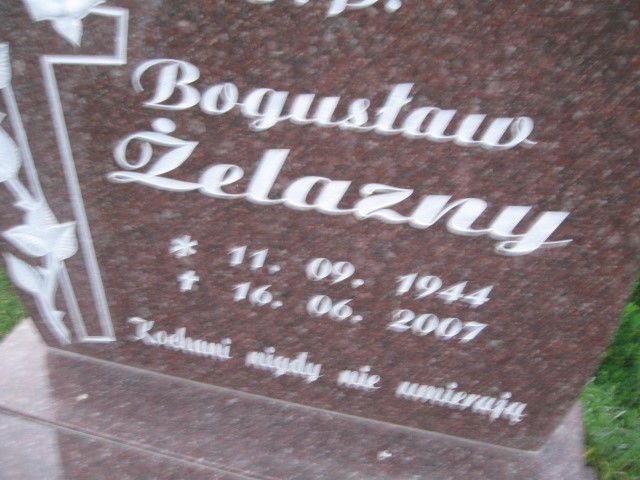 Ś.P.
Bogusław
Żelazny
* 11. 09. 1944
✝ 16. 06. 2007
Kochani nigdy nie umierają